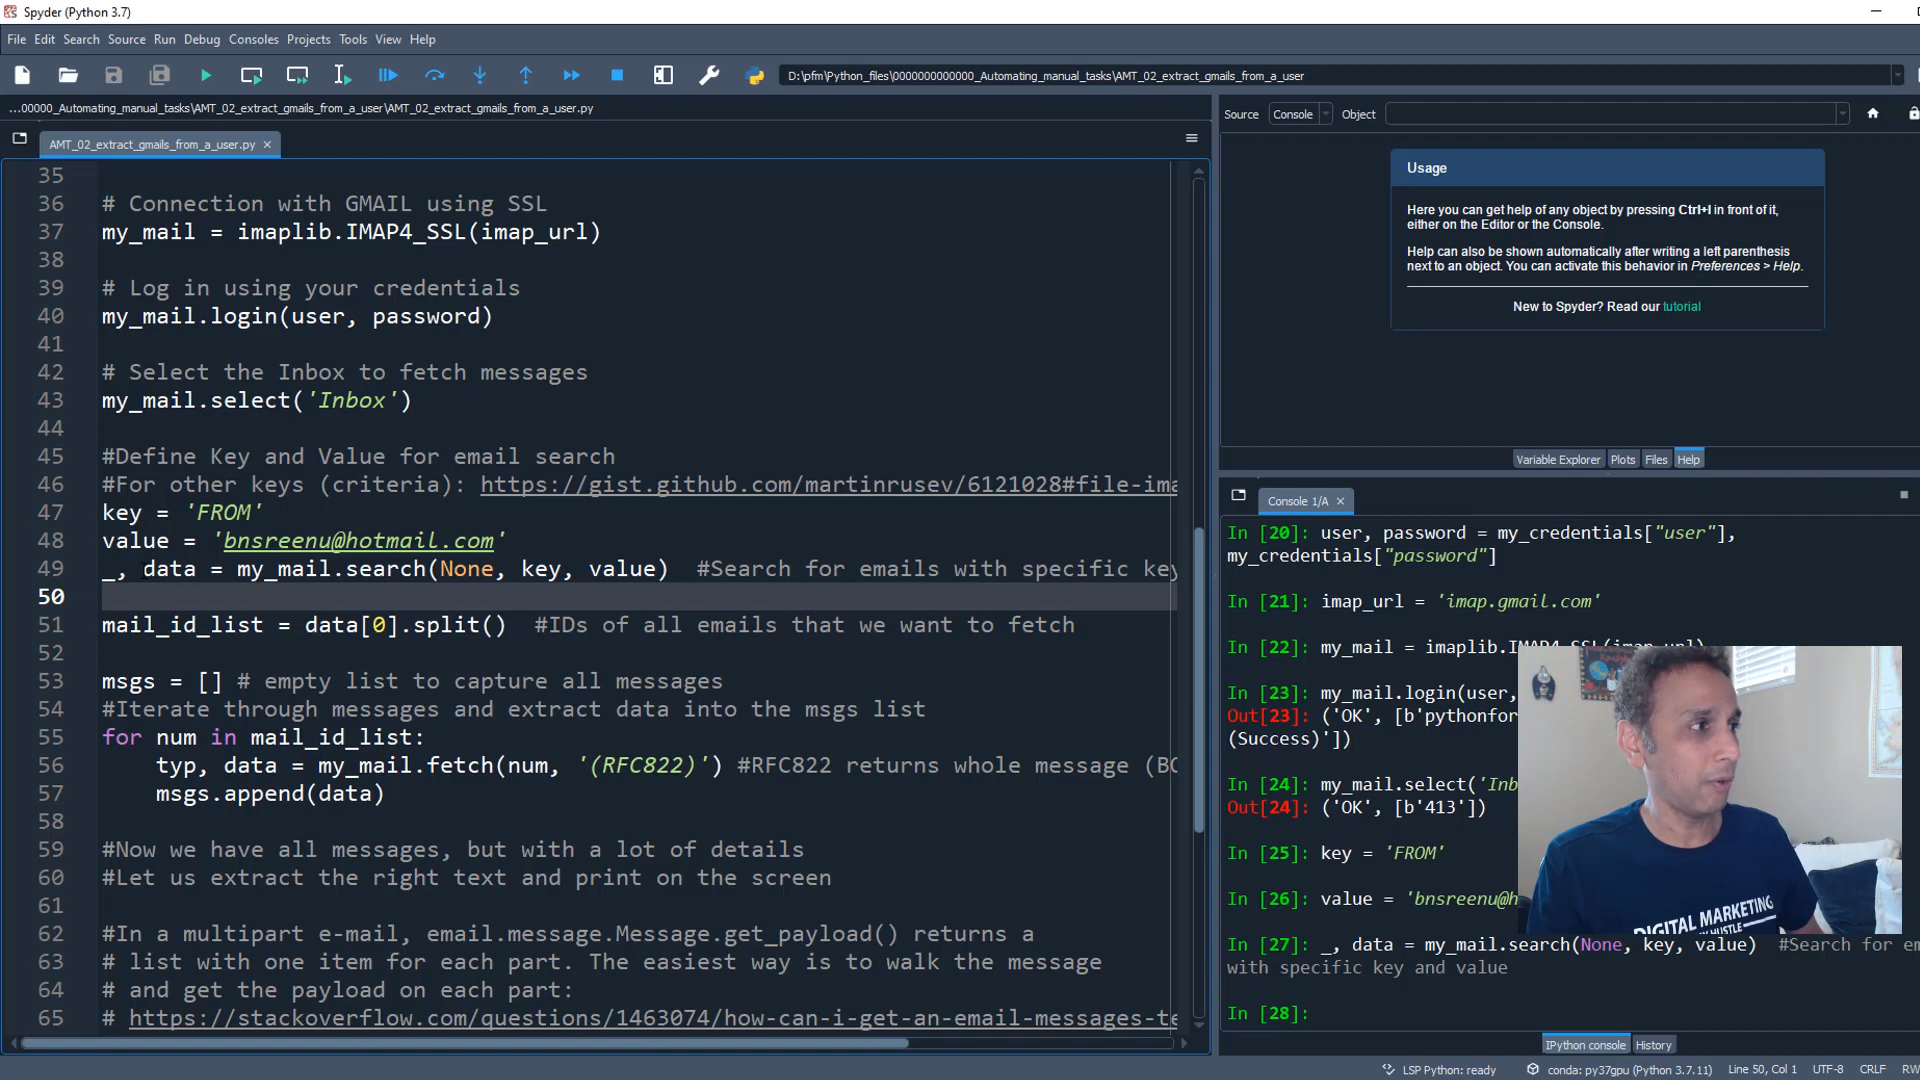 Spyder (Python 3.7)
File Edit Search Source Run Debug Consoles Projects Tools View Help
D:\pfm\Python_files\0000000000000_Automating_manual_tasks\AMT_02_extract_gmails_from_a_user
...00000_Automating_manual_tasks\AMT_02_extract_gmails_from_a_user\AMT_02_extract_gmails_from_a_user.py
AMT_02_extract_gmails_from_a_user.py
35
36 # Connection with GMAIL using SSL
37 my_mail = imaplib.IMAP4_SSL(imap_url)
38
39 # Log in using your credentials
40 my_mail.login(user, password)
41
42 # Select the Inbox to fetch messages
43 my_mail.select('Inbox')
44
45 #Define Key and Value for email search
46 #For other keys (criteria): https://gist.github.com/martinrusev/6121028#file-ima
47 key = 'FROM'
48 value = 'bnsreenu@hotmail.com'
49 _, data = my_mail.search(None, key, value)  #Search for emails with specific key
50
51 mail_id_list = data[0].split()  #IDs of all emails that we want to fetch
52
53 msgs = [] # empty list to capture all messages
54 #Iterate through messages and extract data into the msgs list
55 for num in mail_id_list:
56     typ, data = my_mail.fetch(num, '(RFC822)') #RFC822 returns whole message (BO
57     msgs.append(data)
58
59 #Now we have all messages, but with a lot of details
60 #Let us extract the right text and print on the screen
61
62 #In a multipart e-mail, email.message.Message.get_payload() returns a
63 # list with one item for each part. The easiest way is to walk the message
64 # and get the payload on each part:
65 # https://stackoverflow.com/questions/1463074/how-can-i-get-an-email-messages-te
Source Console Object
Usage
Here you can get help of any object by pressing Ctrl+I in front of it,
either on the Editor or the Console.
Help can also be shown automatically after writing a left parenthesis
next to an object. You can activate this behavior in Preferences > Help.
New to Spyder? Read our tutorial
Variable Explorer Plots Files Help
Console 1/A
In [20]: user, password = my_credentials["user"],
my_credentials["password"]
In [21]: imap_url = 'imap.gmail.com'
In [22]: my_mail = imaplib.IMAP4_SSL(imap_url)
In [23]: my_mail.login(user,
Out[23]: ('OK', [b'pythonfor
(Success)'])
In [24]: my_mail.select('Inb
Out[24]: ('OK', [b'413'])
In [25]: key = 'FROM'
In [26]: value = 'bnsreenu@h
DIGITAL MARKETING
HUSTLE
In [27]: _, data = my_mail.search(None, key, value)  #Search for em
with specific key and value
In [28]:
IPython console History
LSP Python: ready conda: py37gpu (Python 3.7.11) Line 50, Col 1 UTF-8 CRLF RW